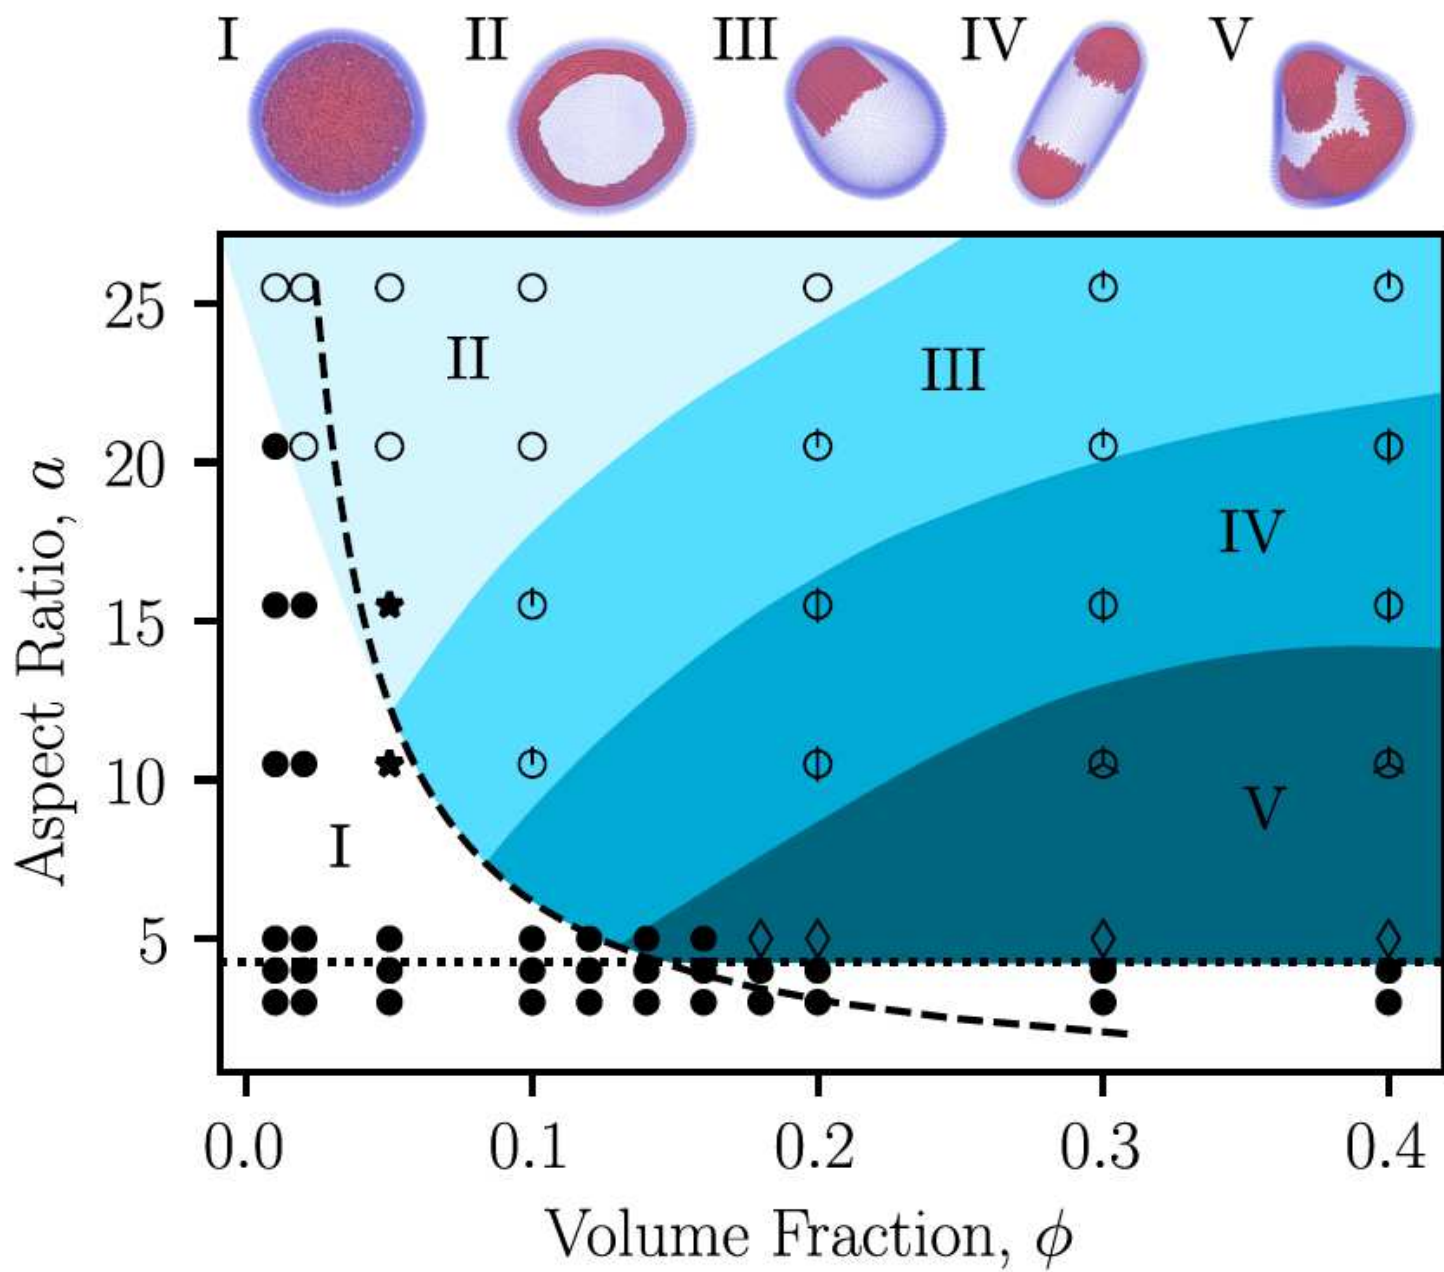 I II III IV V
25
II
III
20
IV
15
10
V
I
5
Aspect Ratio, a
0.0 0.1 0.2 0.3 0.4
Volume Fraction, ϕ